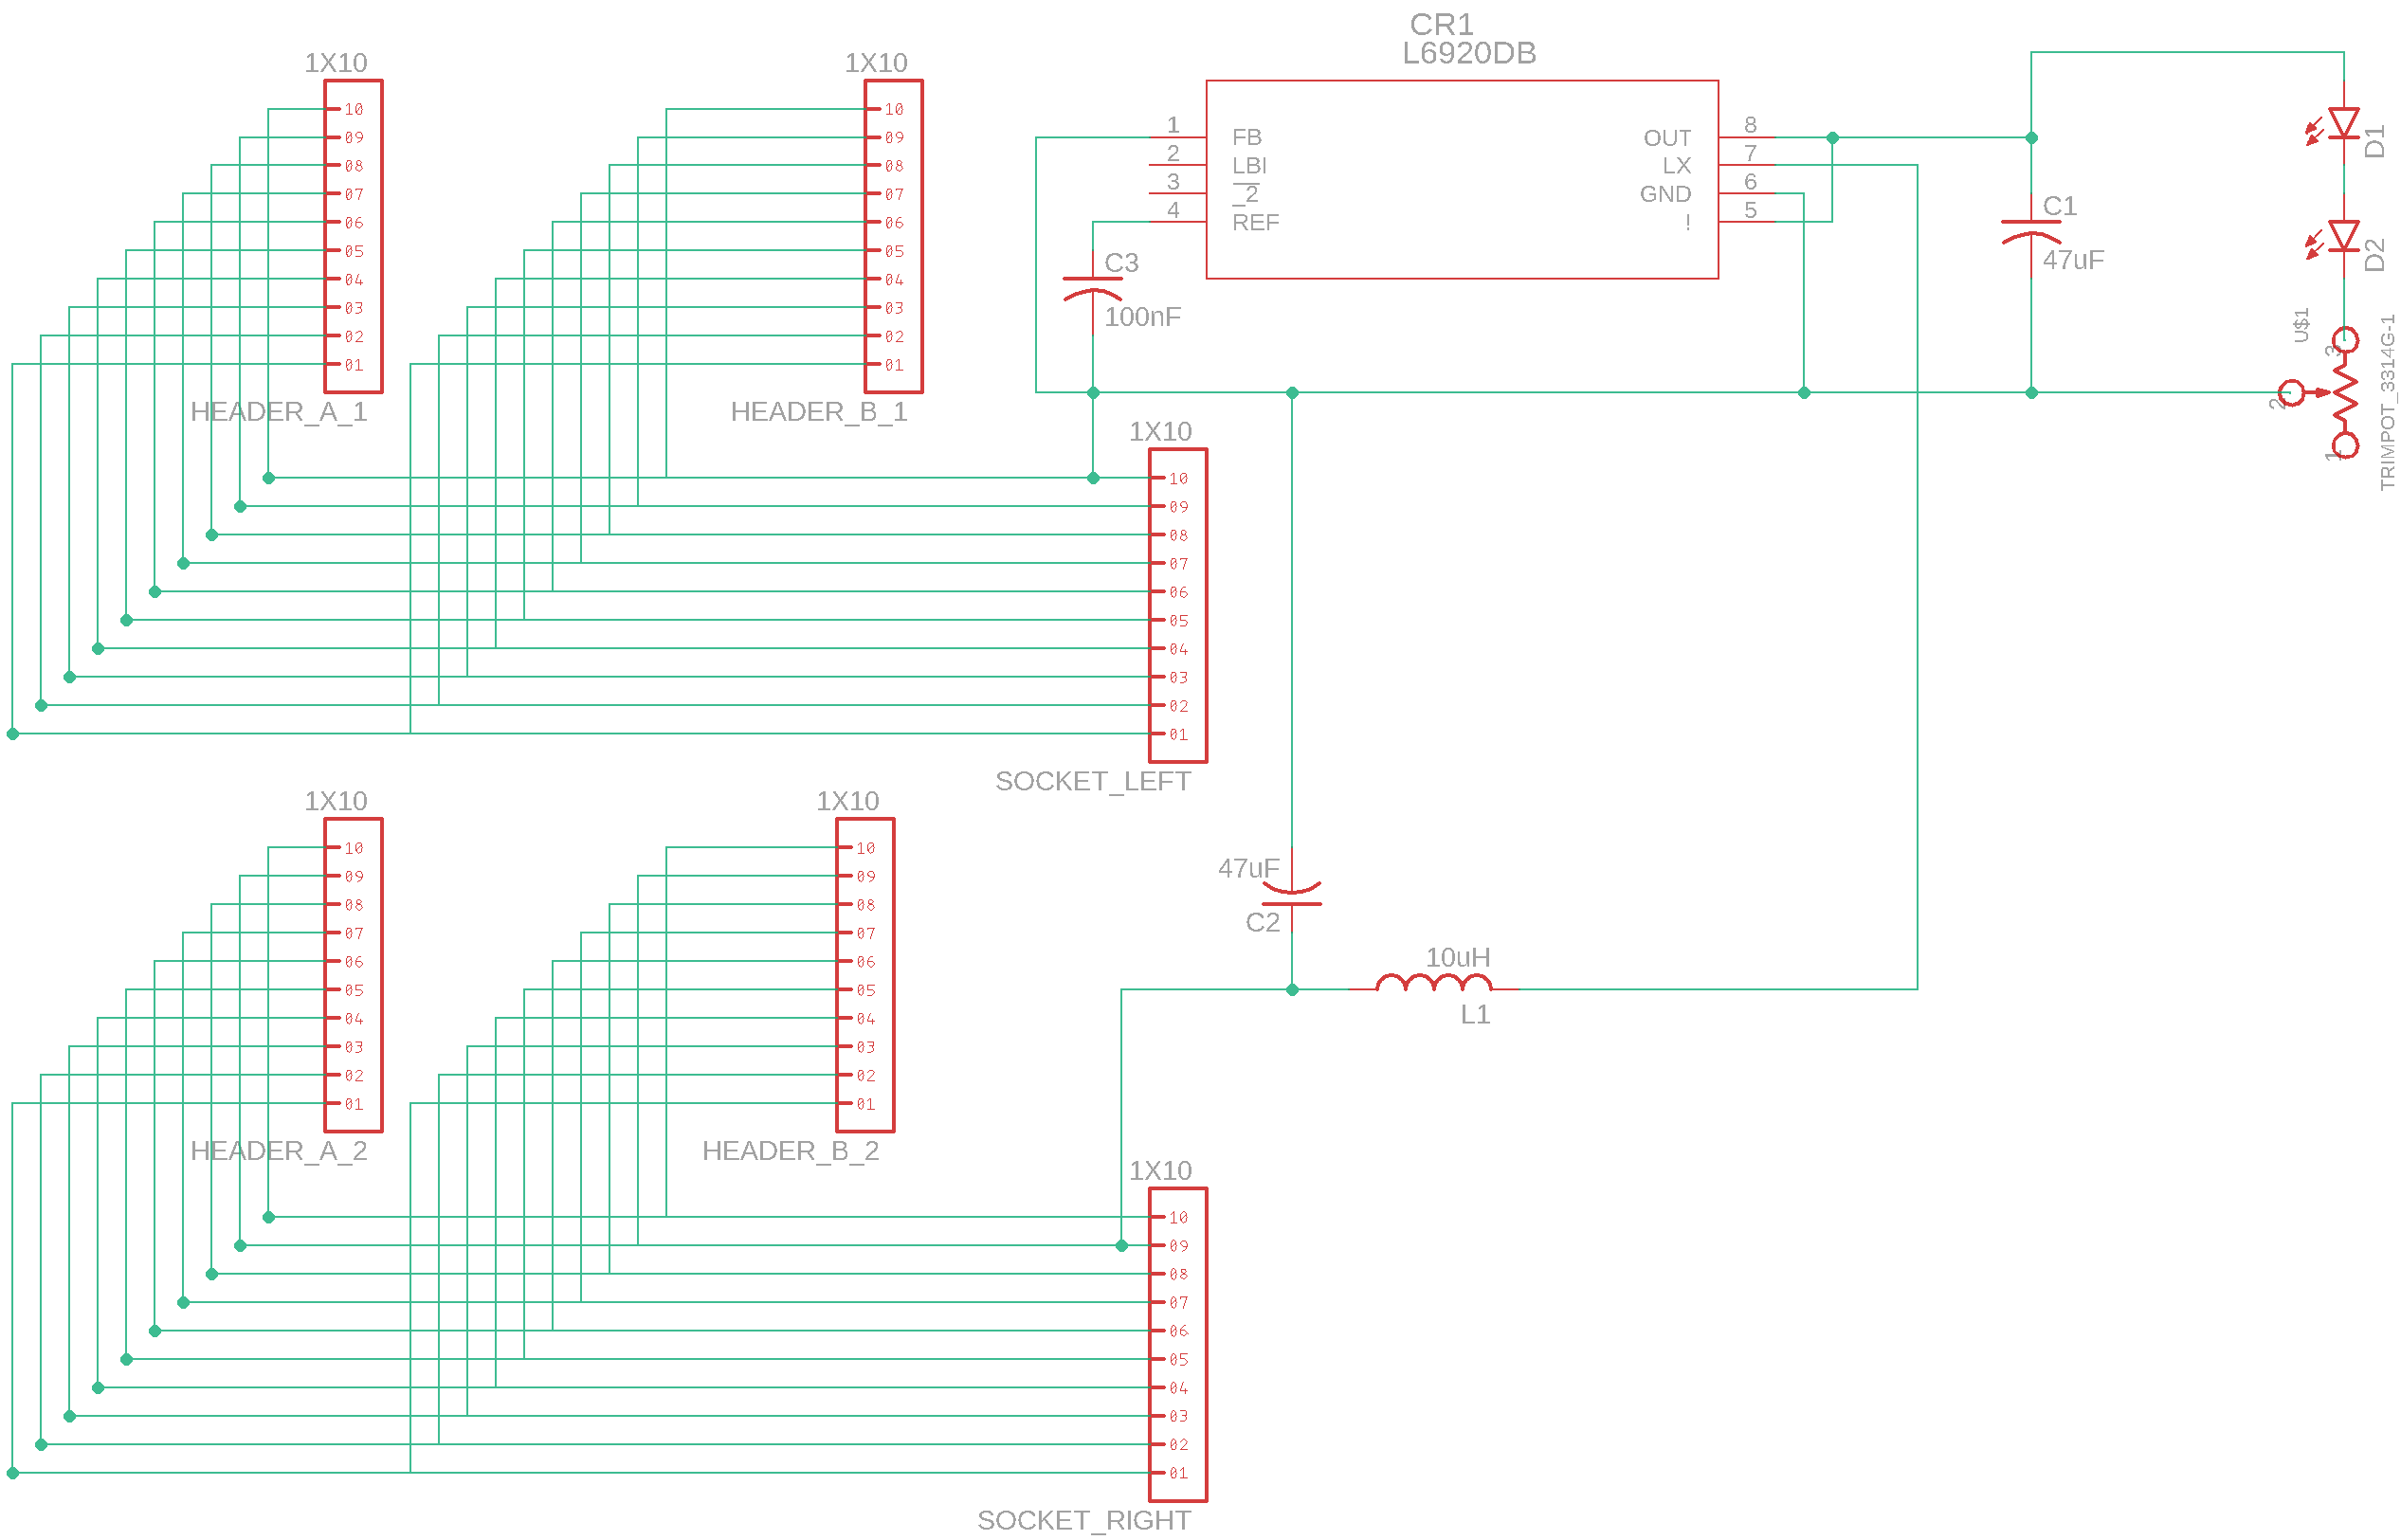 CR1
L6920DB
1X10
10
09
08
07
06
05
04
03
02
01
HEADER_A_1
1X10
10
09
08
07
06
05
04
03
02
01
HEADER_B_1
1 FB
2 LBI
3 _2
4 REF
OUT 8
LX 7
GND 6
! 5
C3
100nF
C1
47uF
D1
D2
U$1
3
2
1
TRIMPOT_3314G-1
1X10
10
09
08
07
06
05
04
03
02
01
SOCKET_LEFT
1X10
10
09
08
07
06
05
04
03
02
01
HEADER_A_2
1X10
10
09
08
07
06
05
04
03
02
01
HEADER_B_2
47uF
C2
10uH
L1
1X10
10
09
08
07
06
05
04
03
02
01
SOCKET_RIGHT